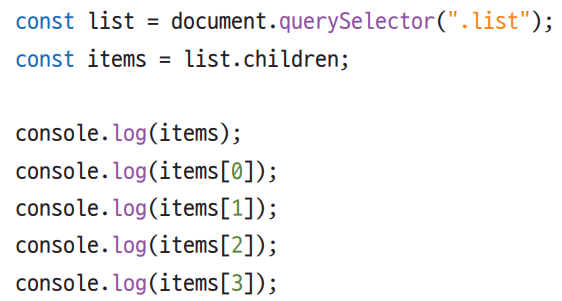 const list = document.querySelector(".list");
const items = list.children;

console.log(items);
console.log(items[0]);
console.log(items[1]);
console.log(items[2]);
console.log(items[3]);